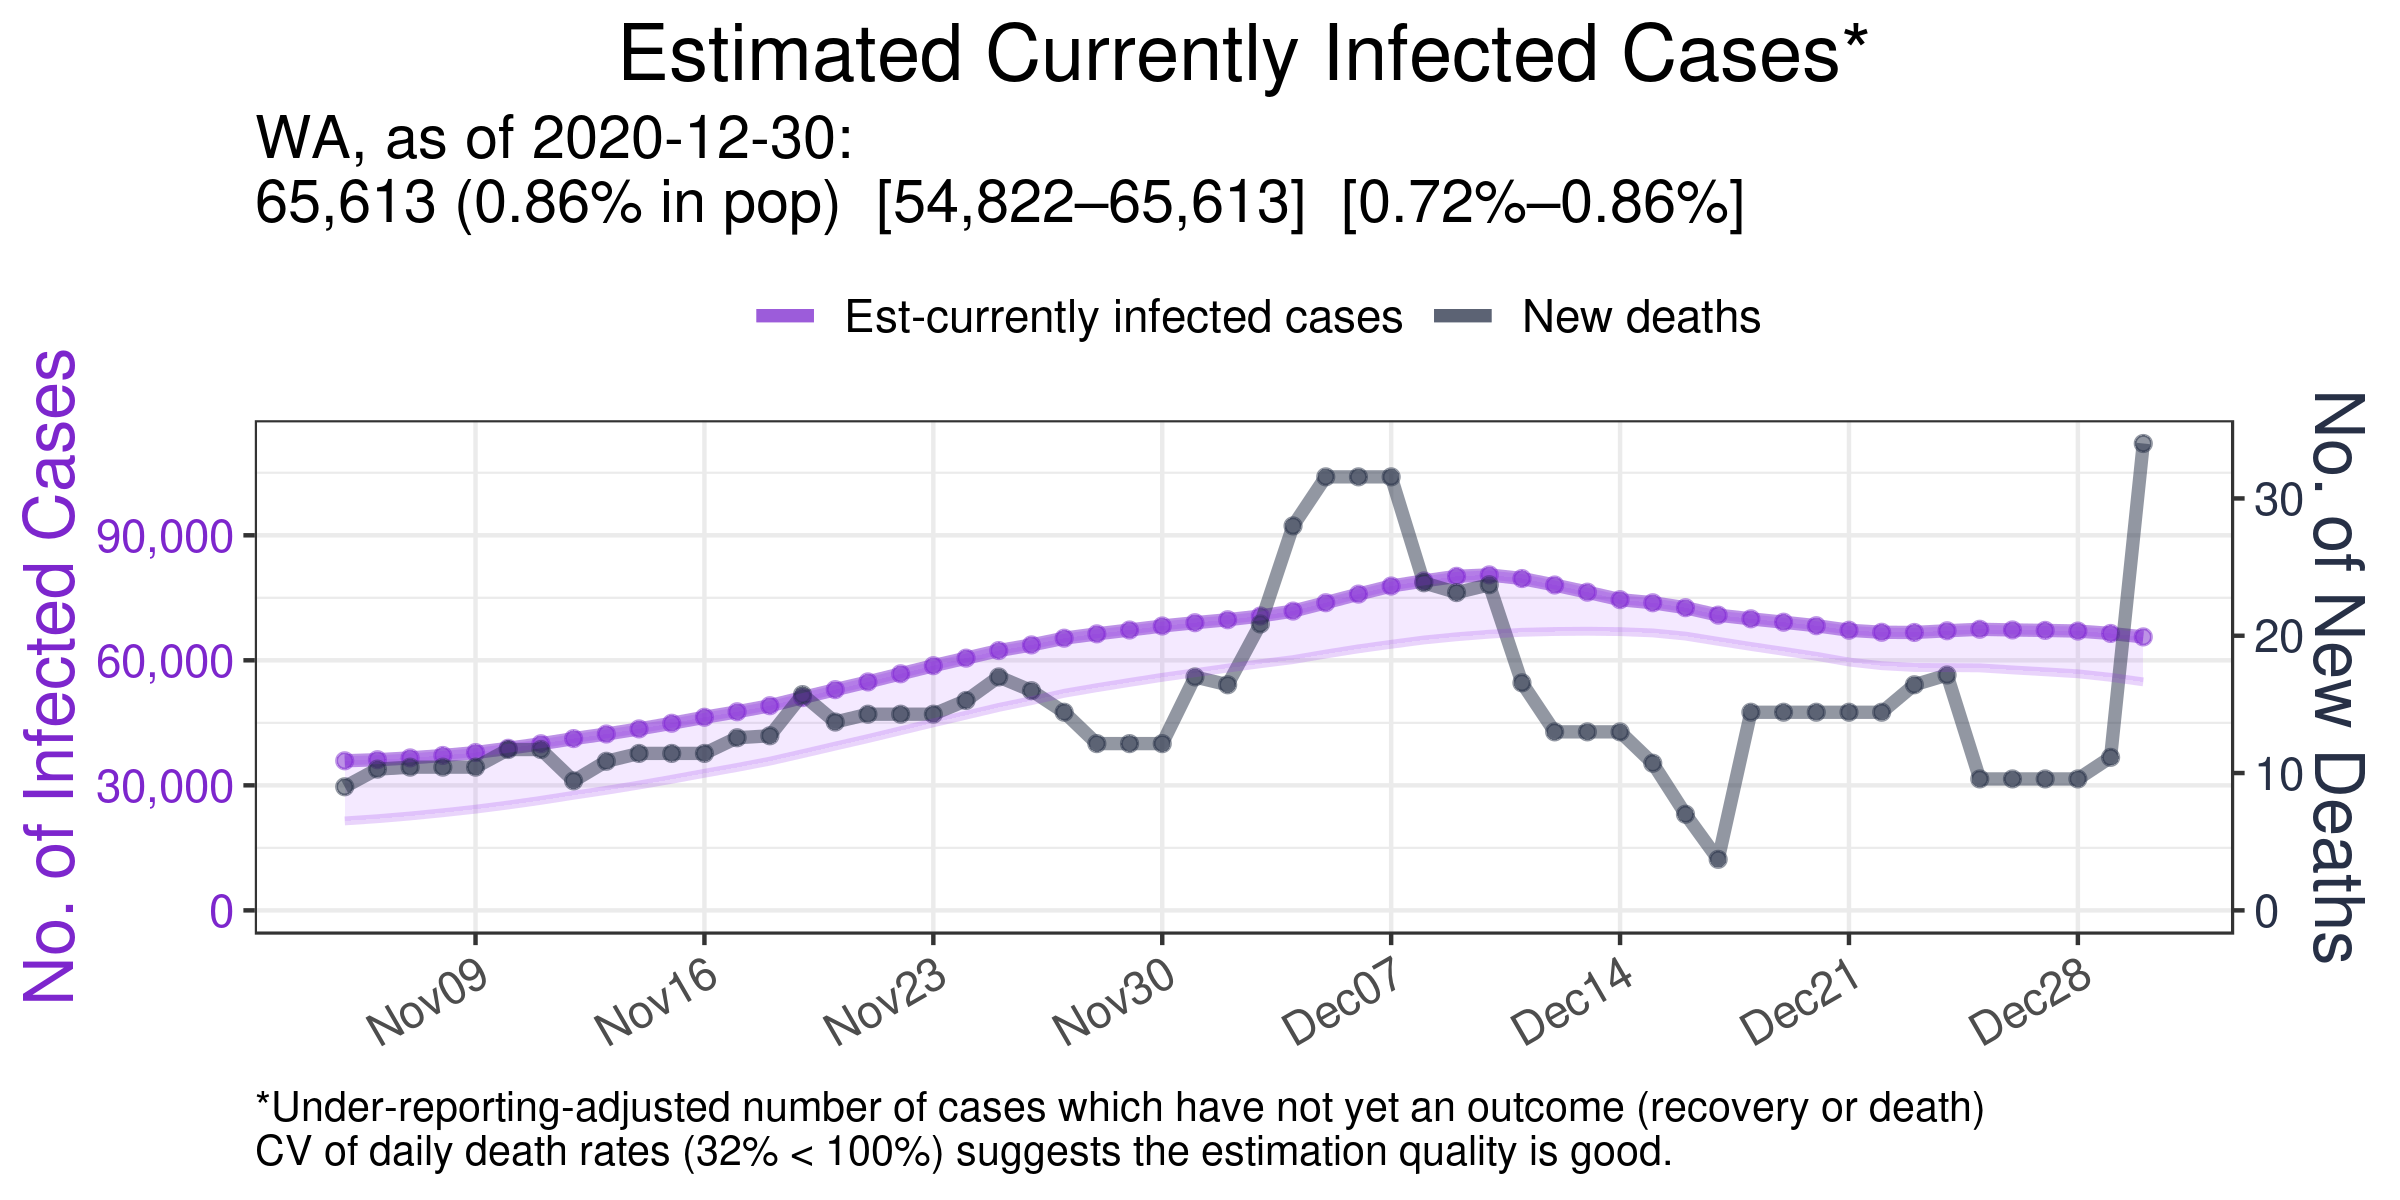 Estimated Currently Infected Cases*
WA, as of 2020-12-30:
65,613 (0.86% in pop)  [54,822–65,613]  [0.72%–0.86%]
Est-currently infected cases
New deaths
No. of Infected Cases
90,000
60,000
30,000
0
No. of New Deaths
30
20
10
0
Nov09
Nov16
Nov23
Nov30
Dec07
Dec14
Dec21
Dec28
*Under-reporting-adjusted number of cases which have not yet an outcome (recovery or death)
CV of daily death rates (32% < 100%) suggests the estimation quality is good.